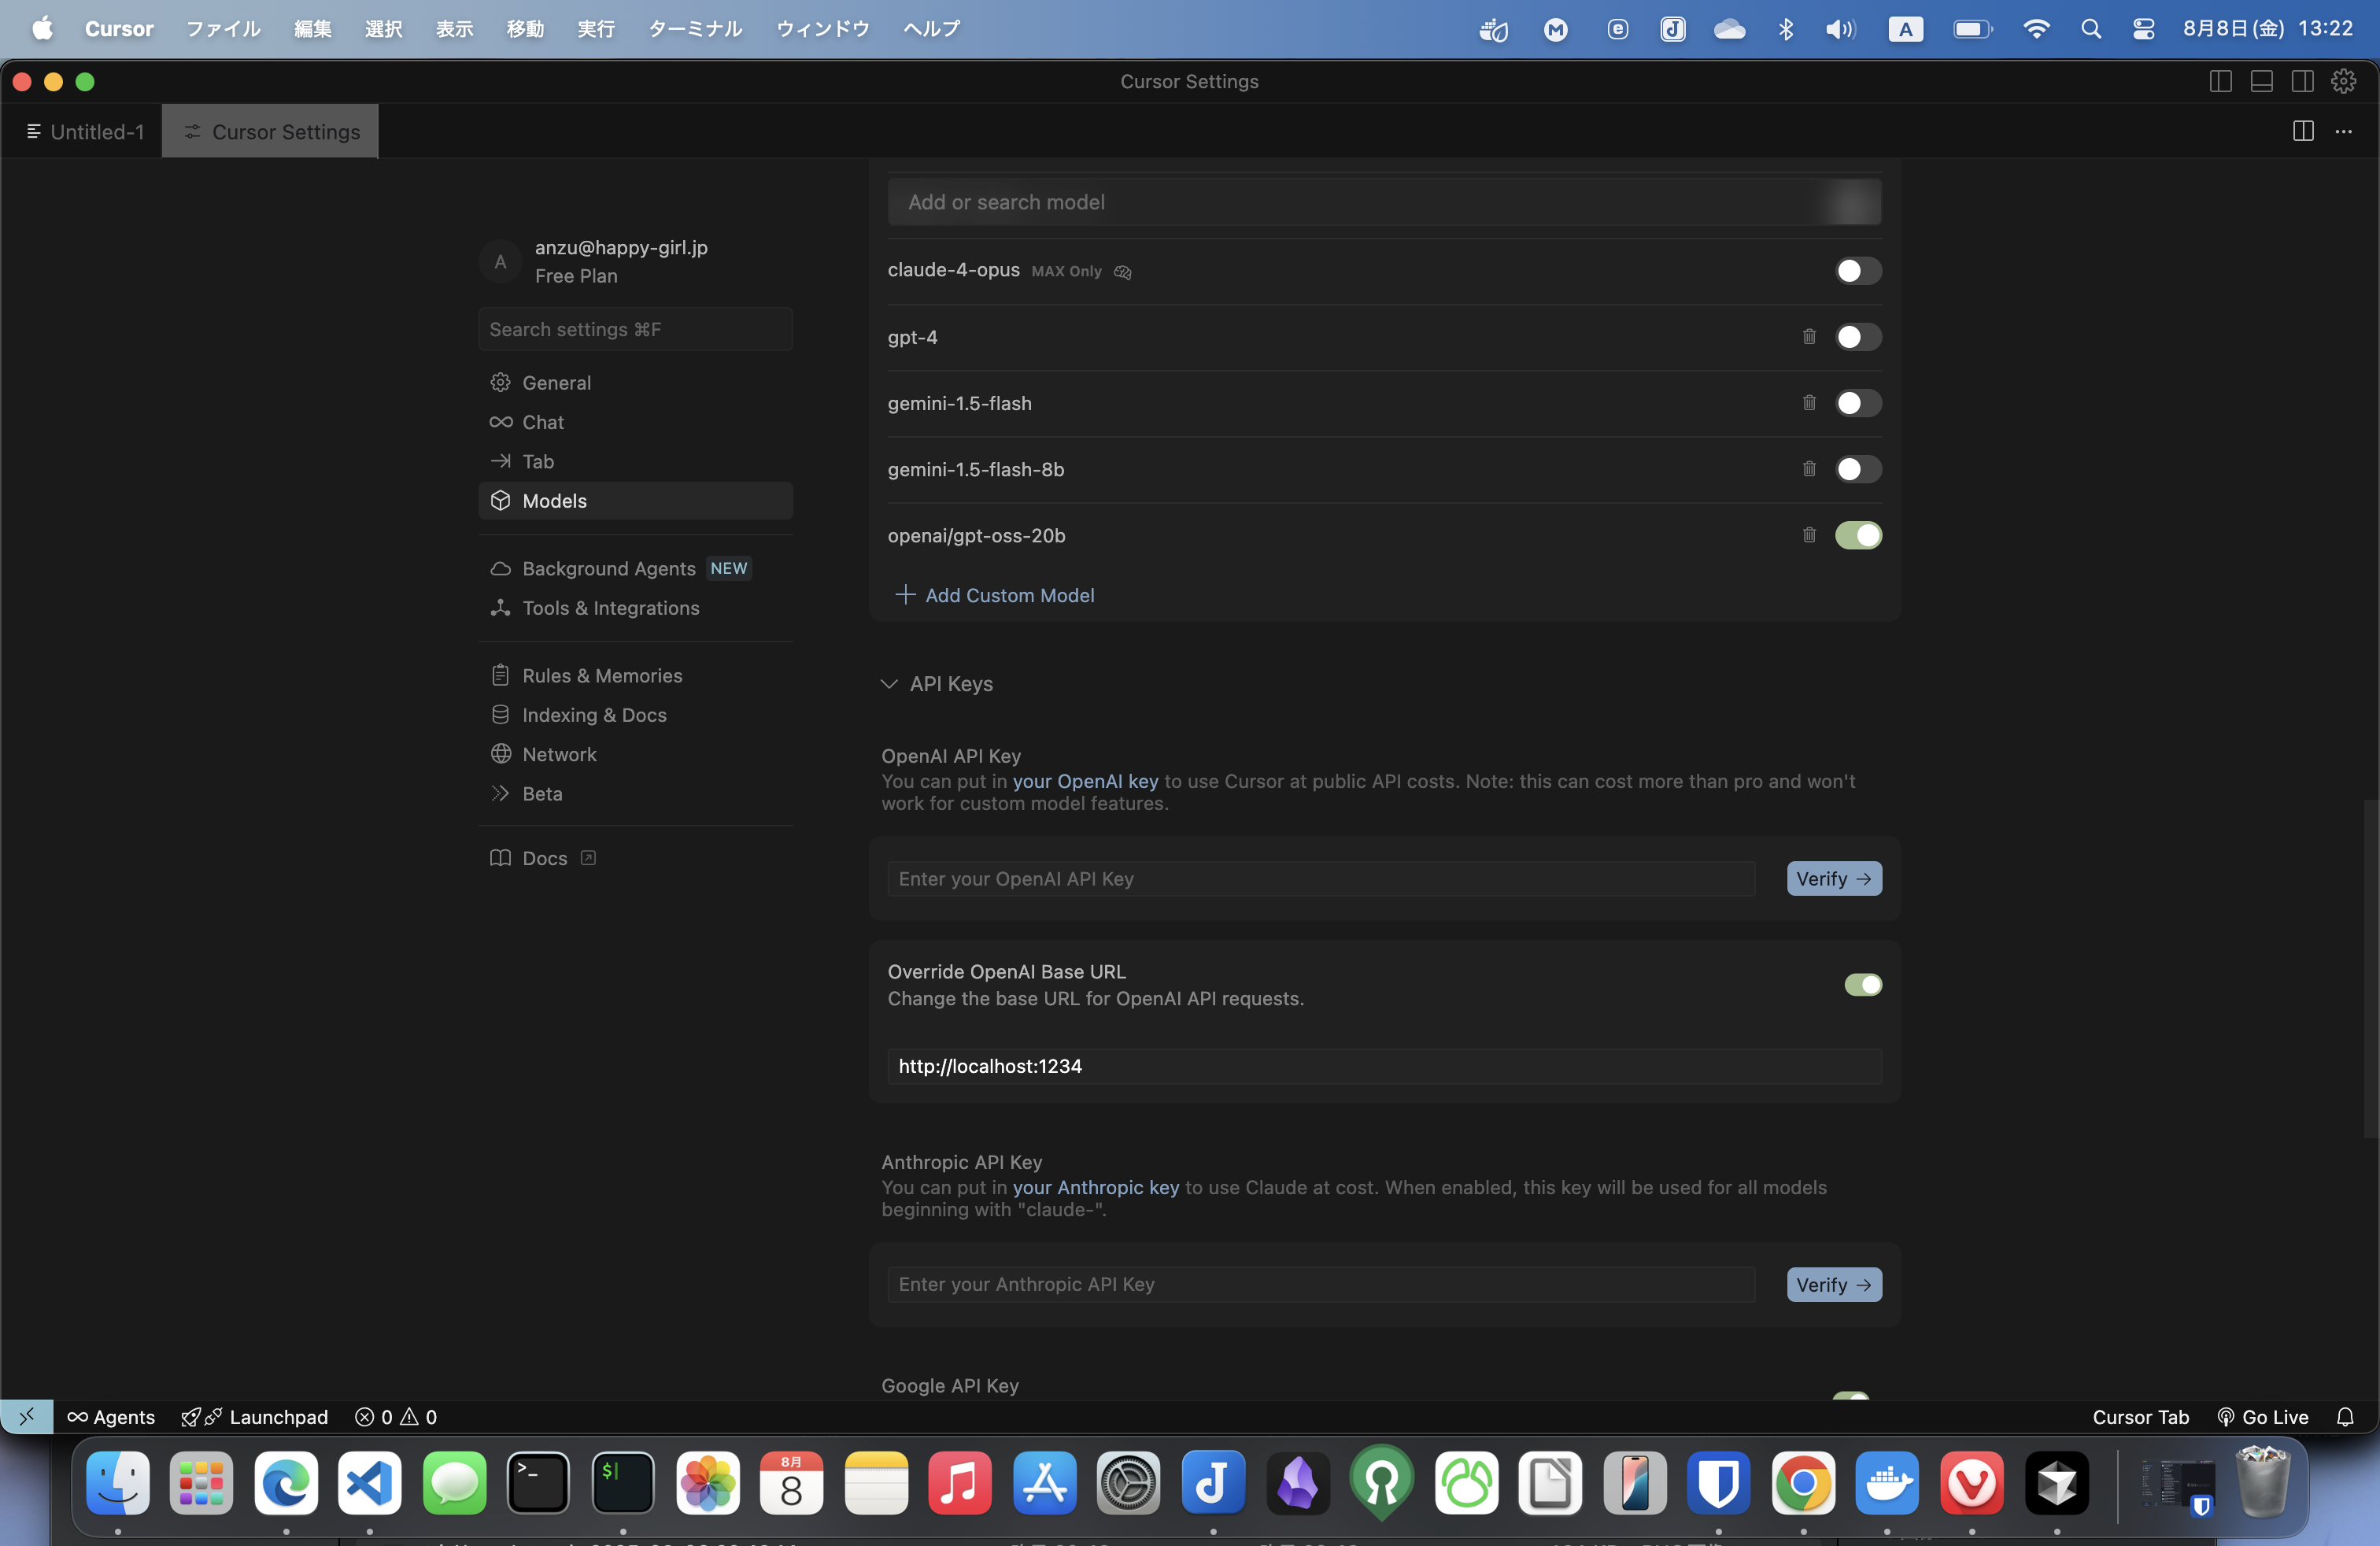 Cursor ファイル 編集 選択 表示 移動 実行 ターミナル ウィンドウ ヘルプ A 8月8日(金) 13:22
Cursor Settings
Untitled-1 Cursor Settings
Add or search model
A
anzu@happy-girl.jp
Free Plan
Search settings ⌘F
General
Chat
Tab
Models
Background Agents NEW
Tools & Integrations
Rules & Memories
Indexing & Docs
Network
Beta
Docs
claude-4-opus MAX Only
gpt-4
gemini-1.5-flash
gemini-1.5-flash-8b
openai/gpt-oss-20b
Add Custom Model
API Keys
OpenAI API Key
You can put in your OpenAI key to use Cursor at public API costs. Note: this can cost more than pro and won't
work for custom model features.
Enter your OpenAI API Key
Verify →
Override OpenAI Base URL
Change the base URL for OpenAI API requests.
http://localhost:1234
Anthropic API Key
You can put in your Anthropic key to use Claude at cost. When enabled, this key will be used for all models
beginning with "claude-".
Enter your Anthropic API Key
Verify →
Google API Key
Agents Launchpad 0 0 Cursor Tab Go Live
8月
8